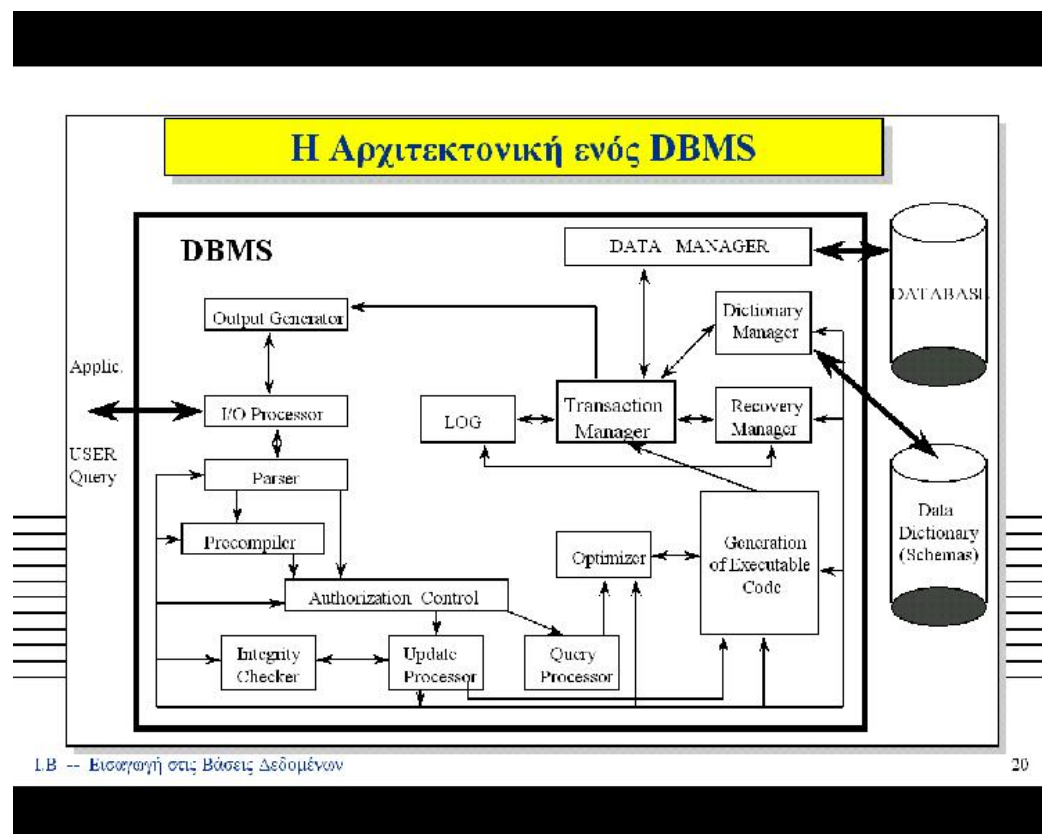 Η Αρχιτεκτονική ενός DBMS
DBMS
DATA MANAGER
DATABASE
Output Generator
Dictionary
Manager
Applic.
I/O Processor
LOG
Transaction
Manager
Recovery
Manager
USER
Query
Parser
Precompiler
Optimizer
Generation
of Executable
Code
Data
Dictionary
(Schemas)
Authorization Control
Integrity
Checker
Update
Processor
Query
Processor
I.B -- Εισαγωγή στις Βάσεις Δεδομένων
20